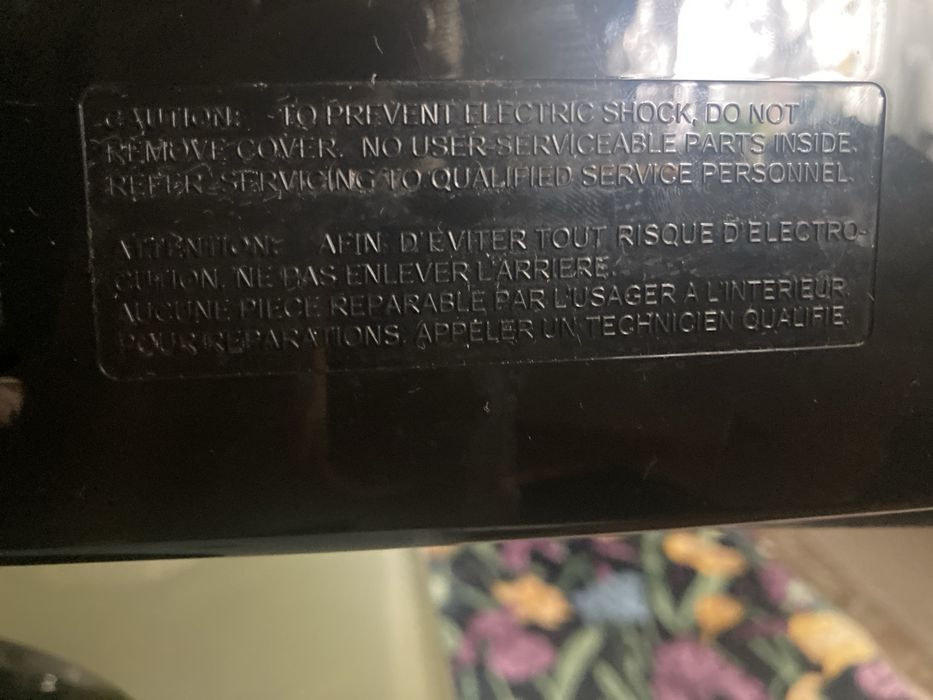 CAUTION: TO PREVENT ELECTRIC SHOCK, DO NOT
REMOVE COVER. NO USER-SERVICEABLE PARTS INSIDE.
REFER SERVICING TO QUALIFIED SERVICE PERSONNEL.
ATTENTION: AFIN D'ÉVITER TOUT RISQUE D'ELECTRO-
CUTION, NE PAS ENLEVER L'ARRIERE.
AUCUNE PIECE REPARABLE PAR L'USAGER A L'INTERIEUR.
POUR REPARATIONS, APPELER UN TECHNICIEN QUALIFIE.